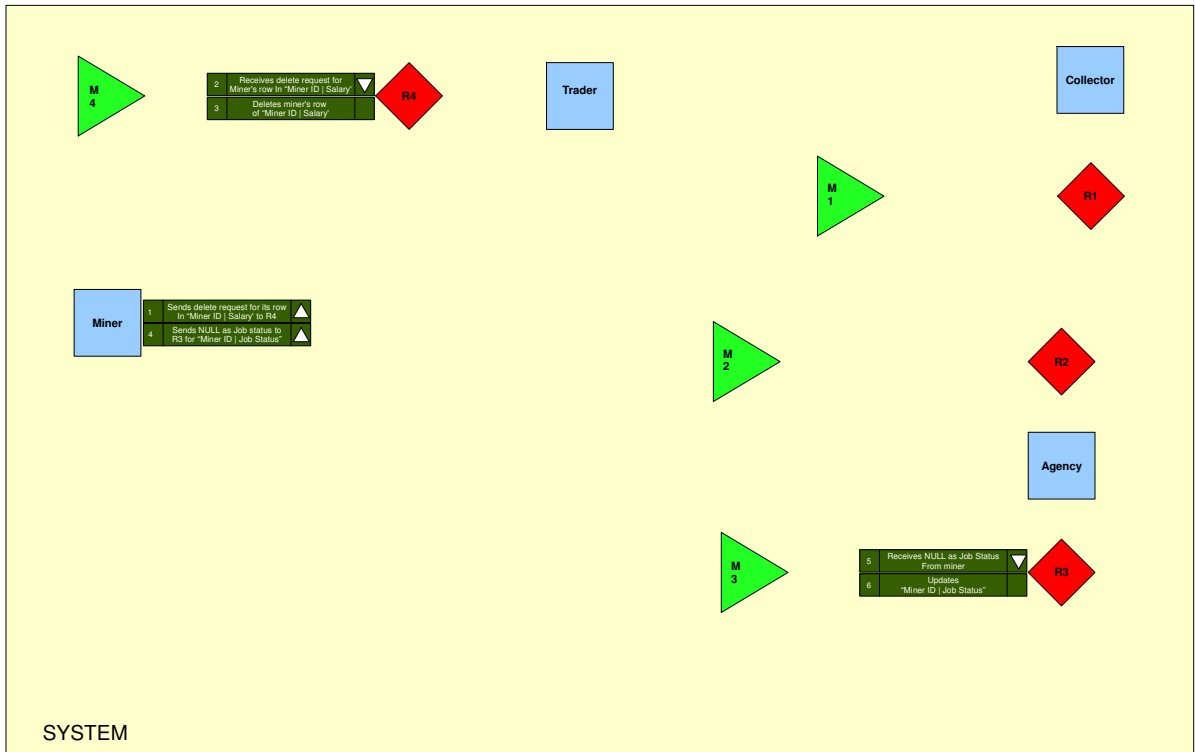 M
4
2
Receives delete request for
Miner's row In “Miner ID | Salary'
3
Deletes miner's row
of “Miner ID | Salary'
R4
Trader
Collector
M
1
R1
Miner
1
Sends delete request for its row
In “Miner ID | Salary' to R4
4
Sends NULL as Job status to
R3 for “Miner ID | Job Status”
M
2
R2
Agency
M
3
5
Receives NULL as Job Status
From miner
6
Updates
“Miner ID | Job Status”
R3
SYSTEM